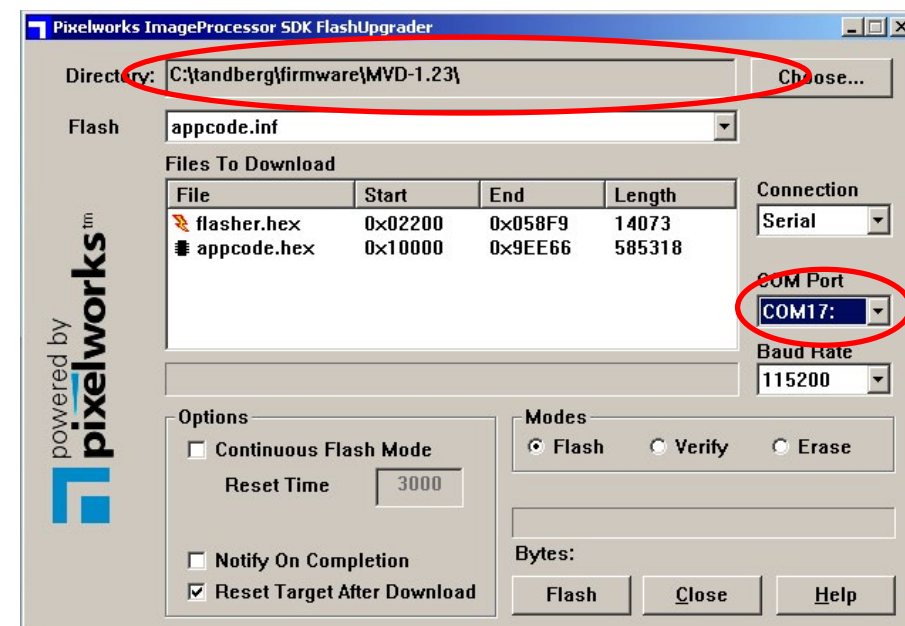 Pixelworks ImageProcessor SDK FlashUpgrader
Directory: C:\tandberg\firmware\MVD-1.23\ Choose...
Flash appcode.inf
Files To Download
File Start End Length
flasher.hex 0x02200 0x058F9 14073
appcode.hex 0x10000 0x9EE66 585318
Connection
Serial
COM Port
COM17:
Baud Rate
115200
powered by
pixelworks tm
Options
Continuous Flash Mode
Reset Time 3000
Notify On Completion
Reset Target After Download
Modes
Flash Verify Erase
Bytes:
Flash Close Help